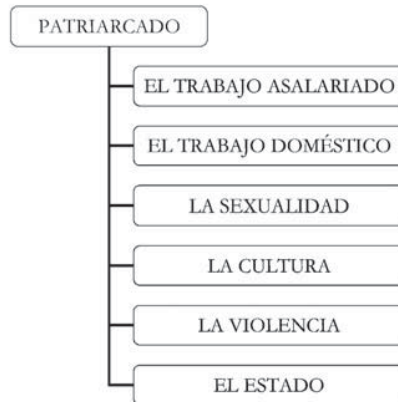 PATRIARCADO
EL TRABAJO ASALARIADO
EL TRABAJO DOMÉSTICO
LA SEXUALIDAD
LA CULTURA
LA VIOLENCIA
EL ESTADO